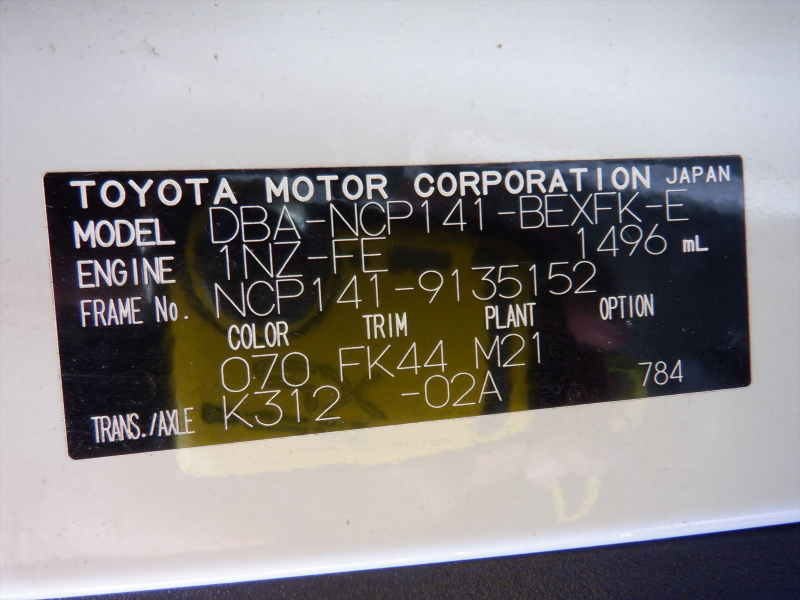 TOYOTA MOTOR CORPORATION JAPAN
MODEL DBA-NCP141-BEXFK-E
ENGINE 1NZ-FE 1496 mL
FRAME No. NCP141-9135152
COLOR TRIM PLANT OPTION
070 FK44 M21
TRANS./AXLE K312 -02A 784